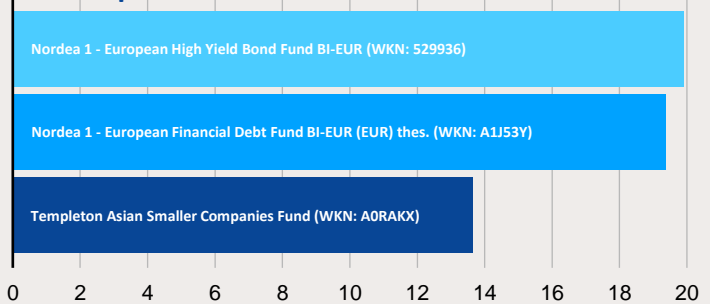 Nordea 1 - European High Yield Bond Fund BI-EUR (WKN: 529936)
Nordea 1 - European Financial Debt Fund BI-EUR (EUR) thes. (WKN: A1J53Y)
Templeton Asian Smaller Companies Fund (WKN: A0RAKX)
0 2 4 6 8 10 12 14 16 18 20